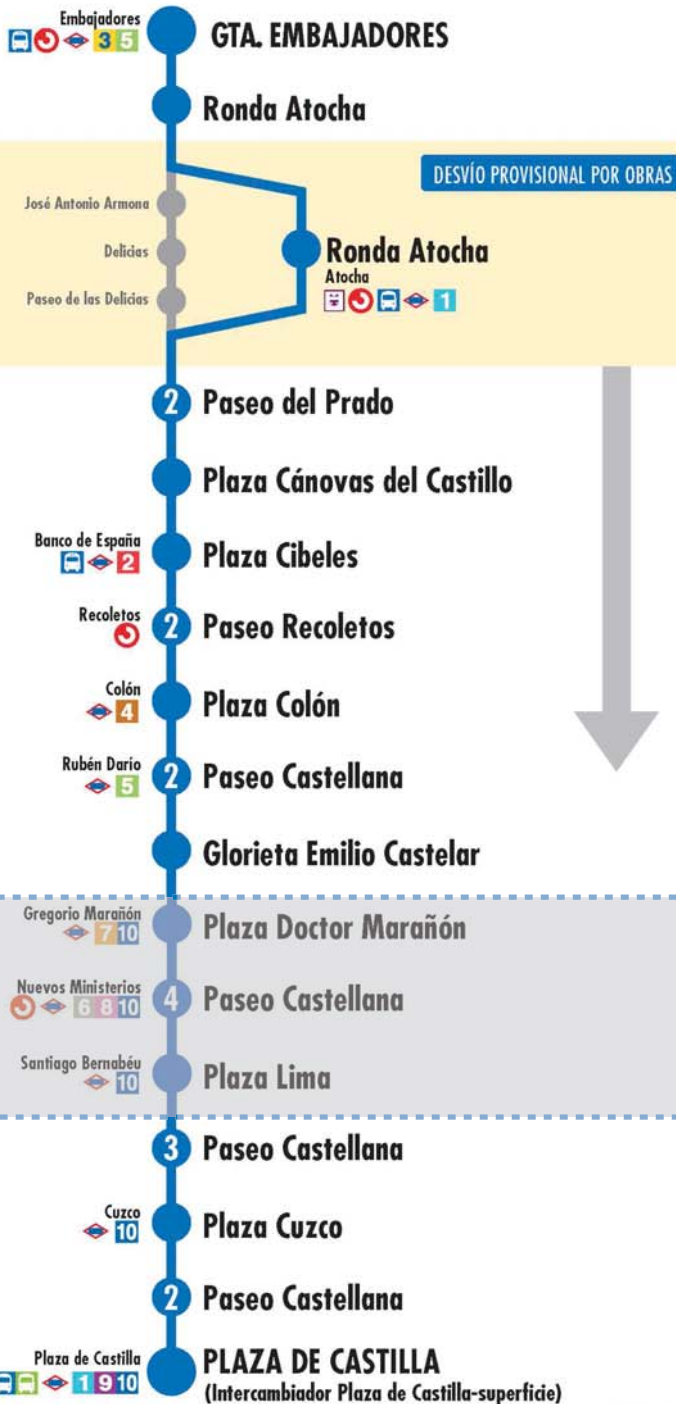 Embajadores
3 5
GTA. EMBAJADORES
Ronda Atocha
DESVÍO PROVISIONAL POR OBRAS
José Antonio Armona
Delicias
Paseo de las Delicias
Ronda Atocha
Atocha
1
2 Paseo del Prado
Plaza Cánovas del Castillo
Banco de España
2
Plaza Cibeles
Recoletos
2 Paseo Recoletos
Colón
4
Plaza Colón
Rubén Darío
5
2 Paseo Castellana
Glorieta Emilio Castelar
Gregorio Marañón
7 10
Plaza Doctor Marañón
Nuevos Ministerios
6 8 10
4 Paseo Castellana
Santiago Bernabéu
10
Plaza Lima
3 Paseo Castellana
Cuzco
10
Plaza Cuzco
2 Paseo Castellana
Plaza de Castilla
1 9 10
PLAZA DE CASTILLA
(Intercambiador Plaza de Castilla-superficie)